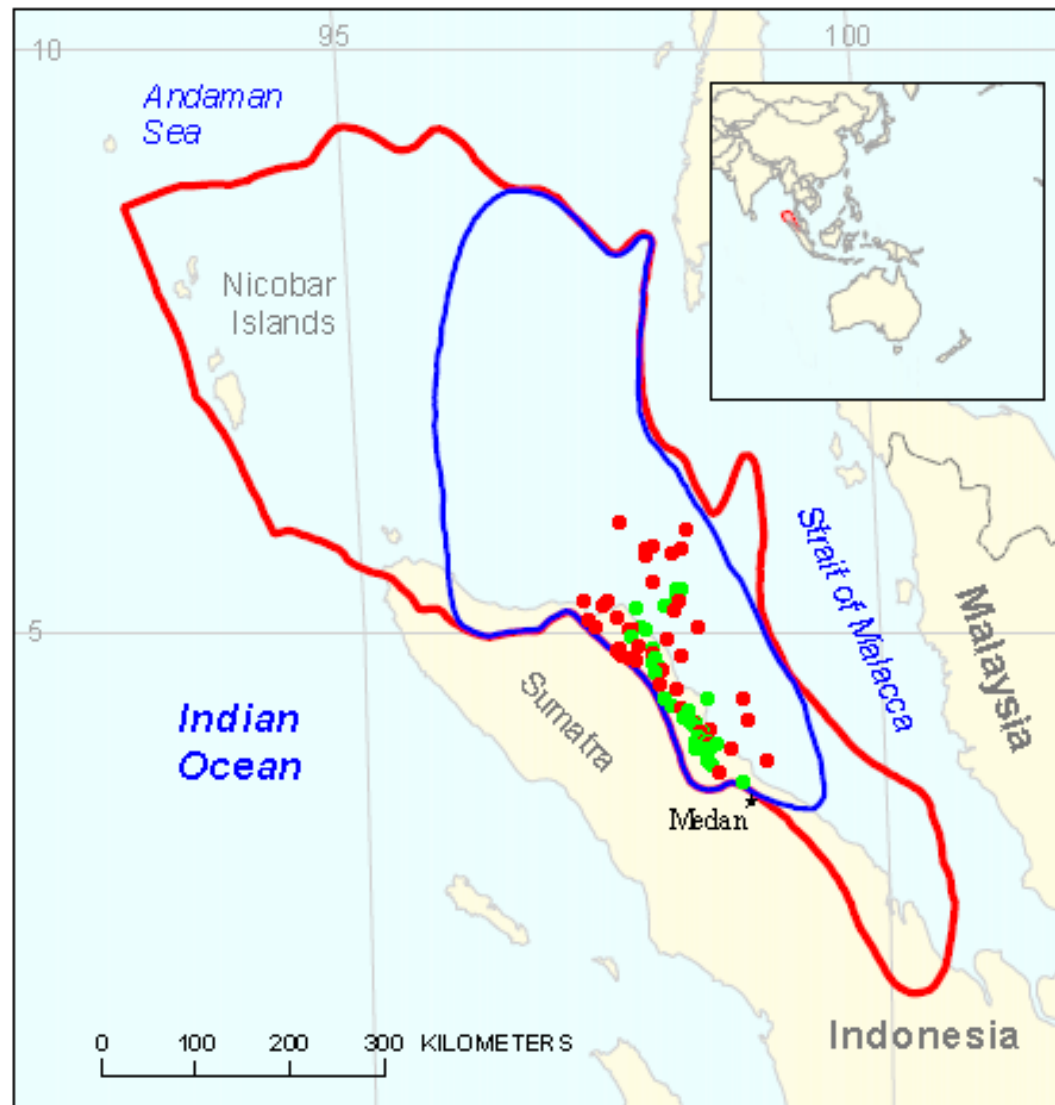 95
100
10
Andaman
Sea
Nicobar
Islands
Strait of Malacca
Malaysia
5
Sumatra
Indian
Ocean
Medan
Indonesia
0 100 200 300 KILOMETERS